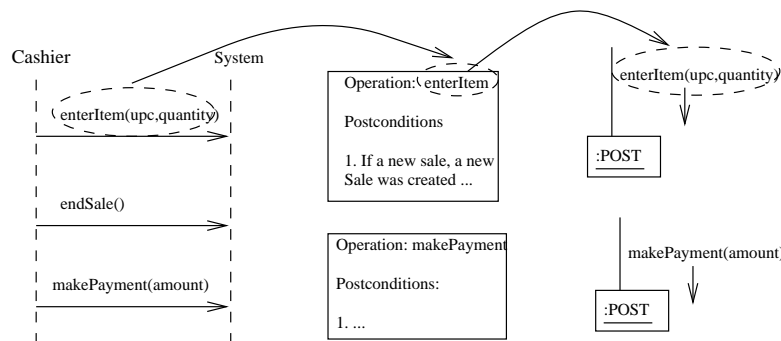 Cashier
System
enterItem(upc,quantity)
endSale()
makePayment(amount)
Operation: enterItem
Postconditions
1. If a new sale, a new
Sale was created ...
Operation: makePayment
Postconditions:
1. ...
enterItem(upc,quantity)
:POST
makePayment(amount)
:POST